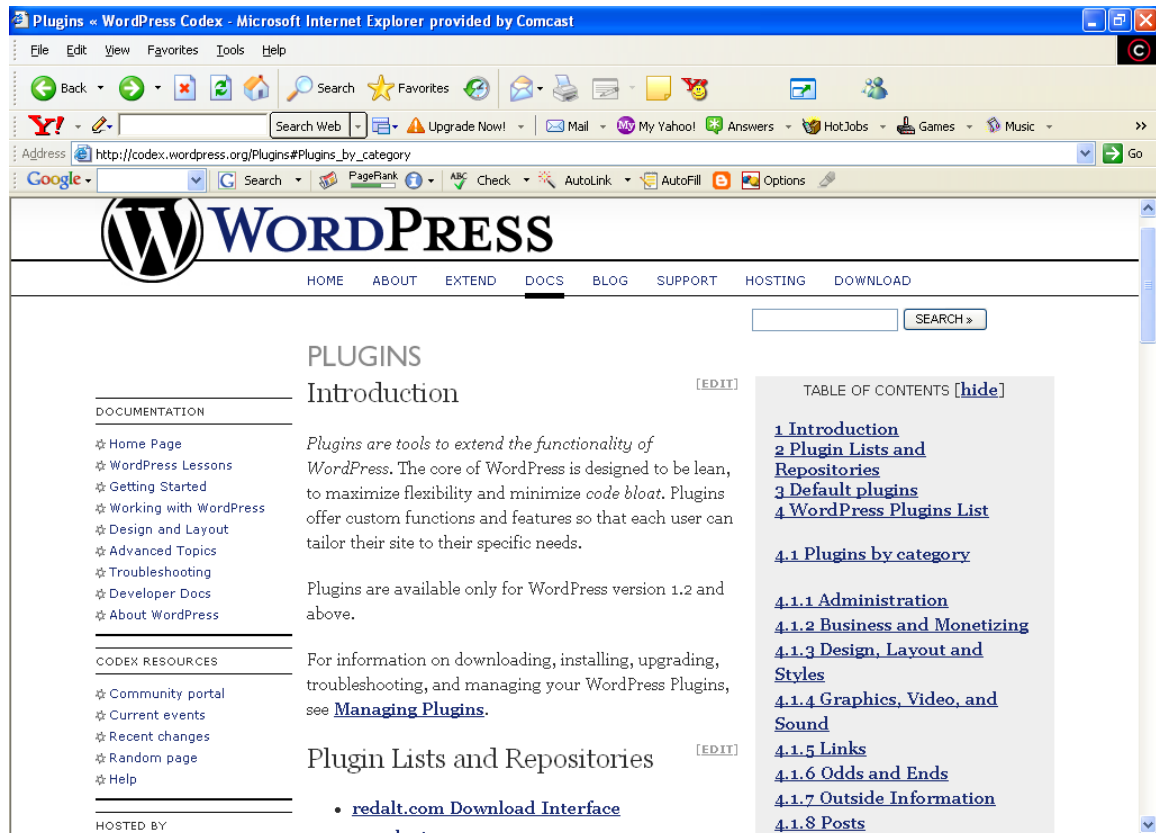 Plugins « WordPress Codex - Microsoft Internet Explorer provided by Comcast
File Edit View Favorites Tools Help
Back Search Favorites
Y! Search Web Upgrade Now! Mail My Yahoo! Answers HotJobs Games Music »
Address http://codex.wordpress.org/Plugins#Plugins_by_category Go
Google Search PageRank ABC Check AutoLink AutoFill Options
WORDPRESS
HOME ABOUT EXTEND DOCS BLOG SUPPORT HOSTING DOWNLOAD
SEARCH »
DOCUMENTATION
Home Page
WordPress Lessons
Getting Started
Working with WordPress
Design and Layout
Advanced Topics
Troubleshooting
Developer Docs
About WordPress
CODEX RESOURCES
Community portal
Current events
Recent changes
Random page
Help
HOSTED BY
PLUGINS
Introduction [EDIT]
Plugins are tools to extend the functionality of
WordPress. The core of WordPress is designed to be lean,
to maximize flexibility and minimize code bloat. Plugins
offer custom functions and features so that each user can
tailor their site to their specific needs.
Plugins are available only for WordPress version 1.2 and
above.
For information on downloading, installing, upgrading,
troubleshooting, and managing your WordPress Plugins,
see Managing Plugins.
Plugin Lists and Repositories [EDIT]
• redalt.com Download Interface
TABLE OF CONTENTS [hide]
1 Introduction
2 Plugin Lists and
Repositories
3 Default plugins
4 WordPress Plugins List
4.1 Plugins by category
4.1.1 Administration
4.1.2 Business and Monetizing
4.1.3 Design, Layout and
Styles
4.1.4 Graphics, Video, and
Sound
4.1.5 Links
4.1.6 Odds and Ends
4.1.7 Outside Information
4.1.8 Posts